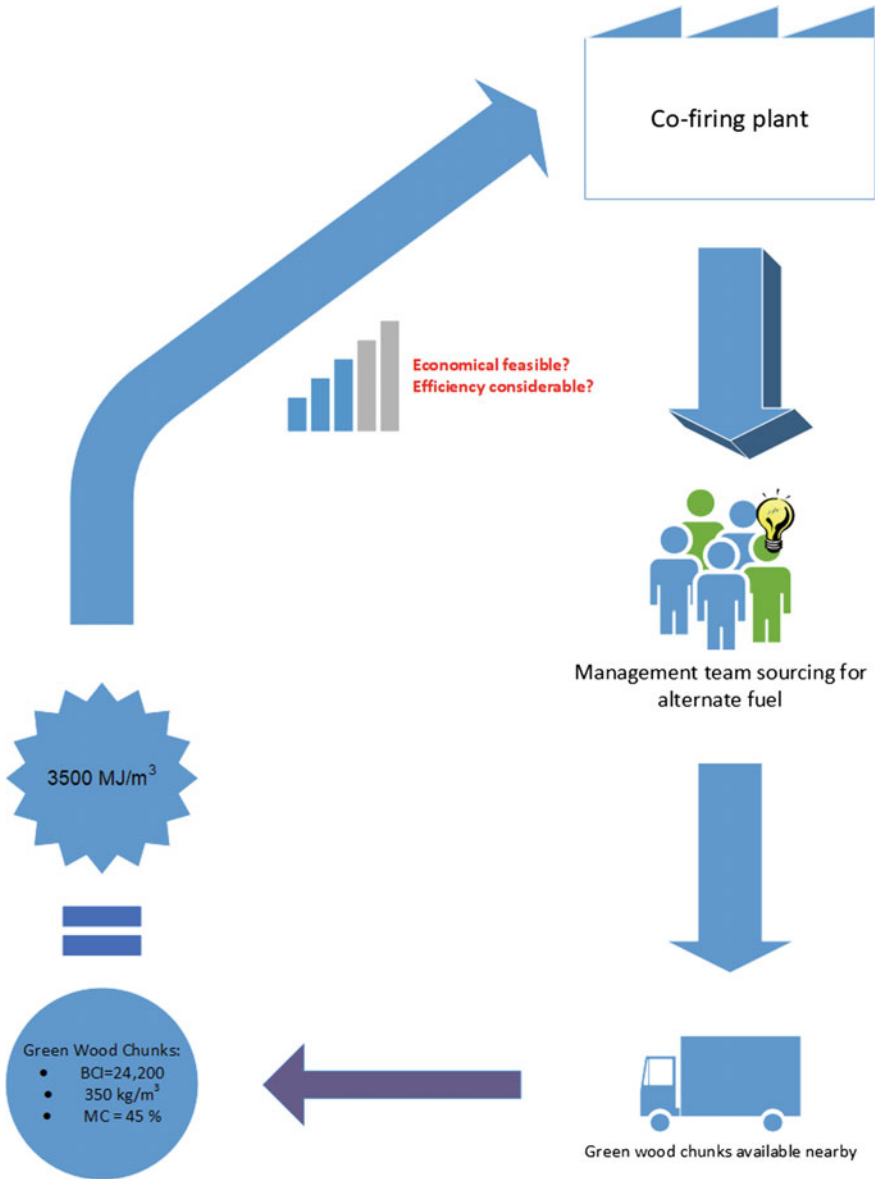 Co-firing plant
Economical feasible?
Efficiency considerable?
Management team sourcing for
alternate fuel
3500 MJ/m³
Green Wood Chunks:
• BCI=24,200
• 350 kg/m³
• MC = 45 %
Green wood chunks available nearby